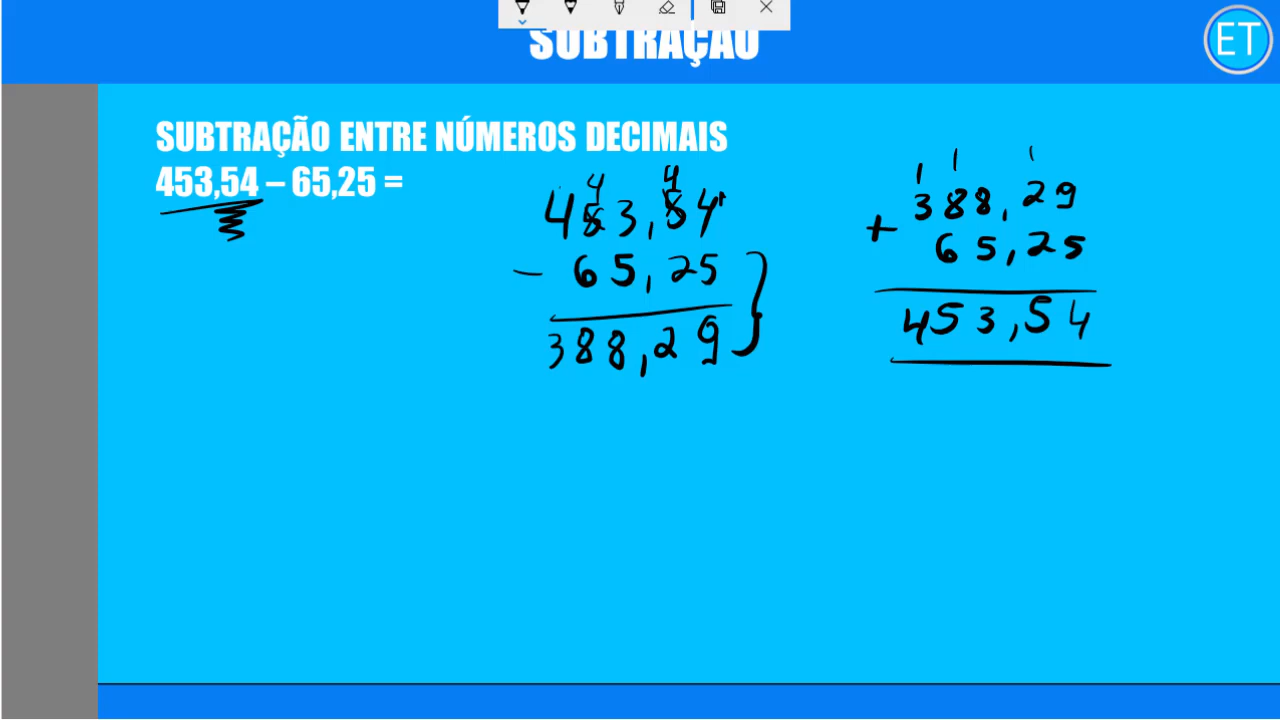 SUBTRAÇÃO
ET
SUBTRAÇÃO ENTRE NÚMEROS DECIMAIS
453,54 – 65,25 =
4 4
453,54
- 65,25
388,29
1 1 1
388,29
+ 65,25
453,54